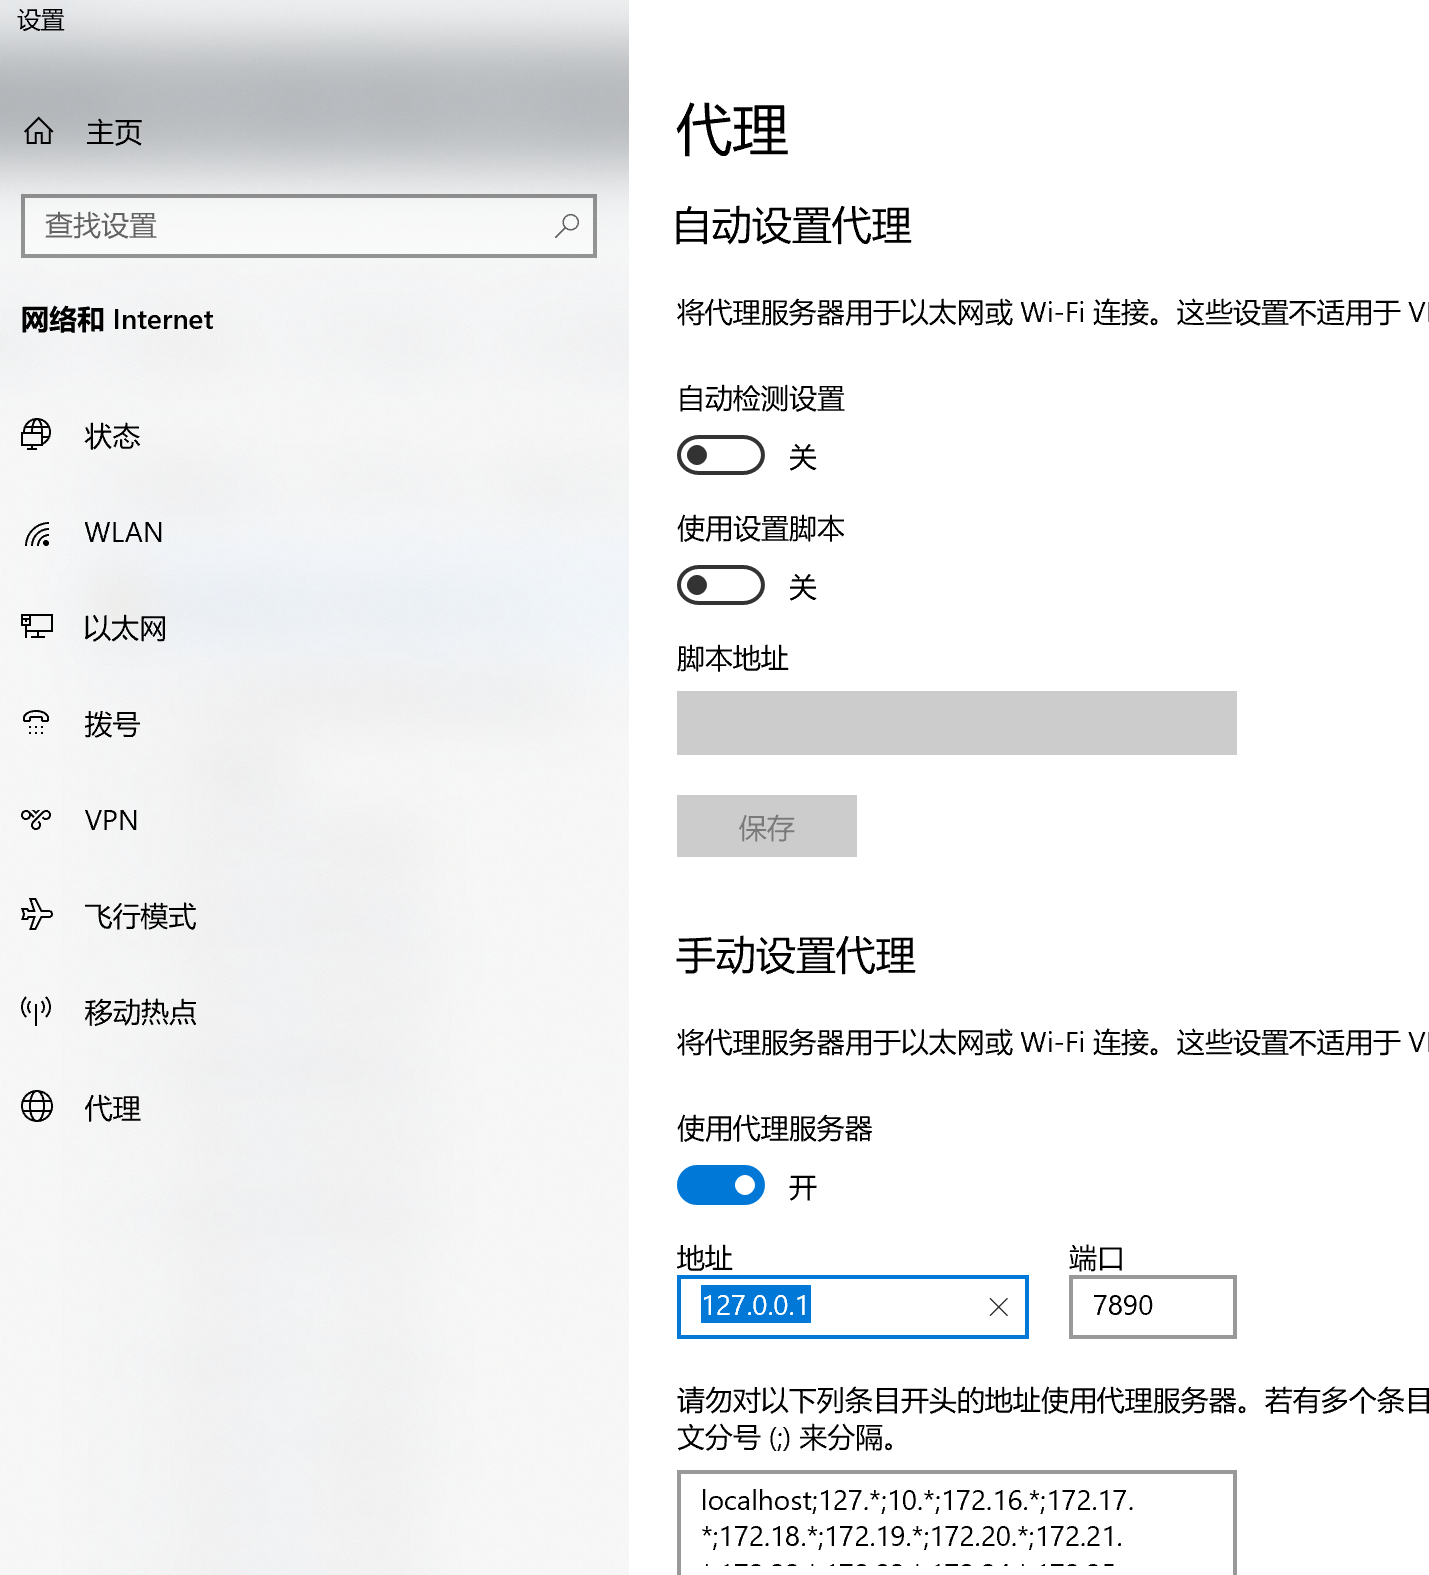 设置
主页
查找设置
网络和 Internet
状态
WLAN
以太网
拨号
VPN
飞行模式
移动热点
代理
代理
自动设置代理
将代理服务器用于以太网或 Wi-Fi 连接。这些设置不适用于
自动检测设置
关
使用设置脚本
关
脚本地址
保存
手动设置代理
将代理服务器用于以太网或 Wi-Fi 连接。这些设置不适用于
使用代理服务器
开
地址 端口
127.0.0.1 7890
请勿对以下列条目开头的地址使用代理服务器。若有多个条目
文分号 (;) 来分隔。
localhost;127.*;10.*;172.16.*;172.17.
*;172.18.*;172.19.*;172.20.*;172.21.